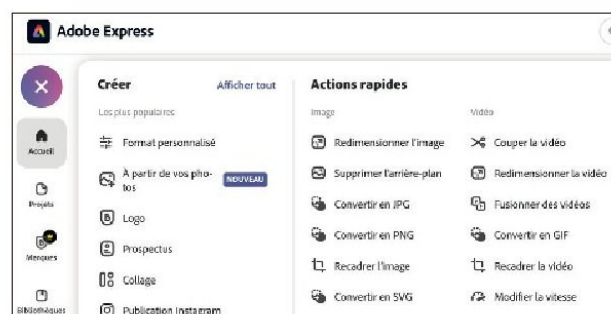 Adobe Express
Accueil
Projets
Marques
Bibliothèques
Créer
Afficher tout
Les plus populaires
Format personnalisé
À partir de vos pho-
tos
NOUVEAU
Logo
Prospectus
Collage
Publication Instagram
Actions rapides
Image
Redimensionner l'image
Supprimer l'arrière-plan
Convertir en JPG
Convertir en PNG
Recadrer l'image
Convertir en SVG
Vidéo
Couper la vidéo
Redimensionner la vidéo
Fusionner des vidéos
Convertir en GIF
Recadrer la vidéo
Modifier la vitesse